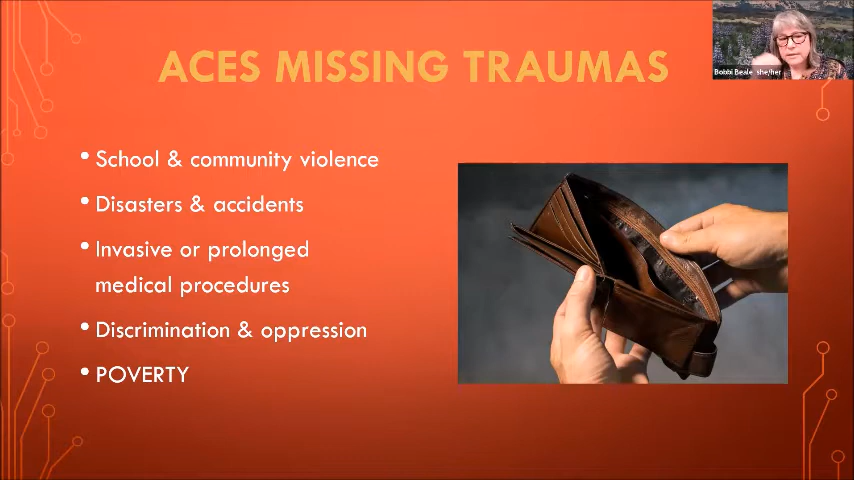 ACES MISSING TRAUMAS
Bobbi Beale she/her
• School & community violence
• Disasters & accidents
• Invasive or prolonged
medical procedures
• Discrimination & oppression
• POVERTY